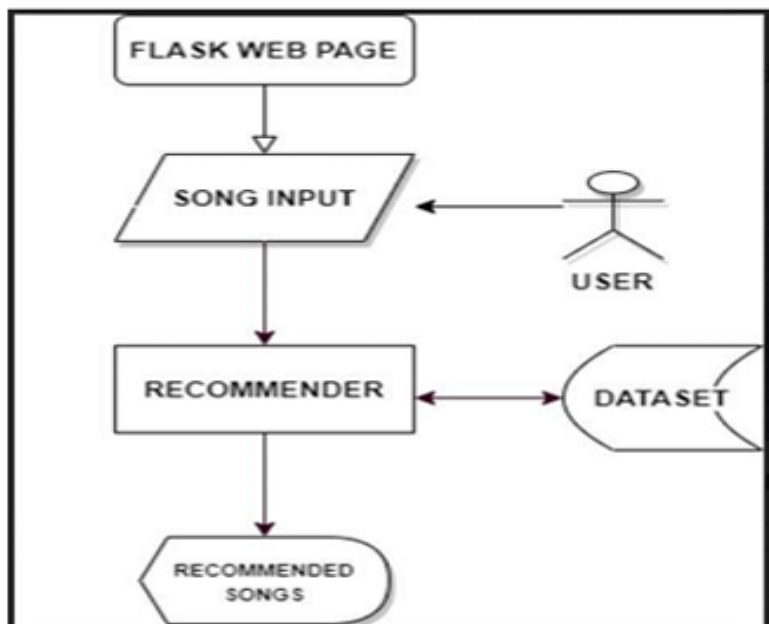 FLASK WEB PAGE
SONG INPUT
USER
RECOMMENDER
DATASET
RECOMMENDED
SONGS